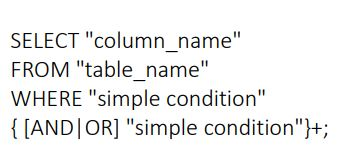 SELECT "column_name"
FROM "table_name"
WHERE "simple condition"
{ [AND|OR] "simple condition"}+;